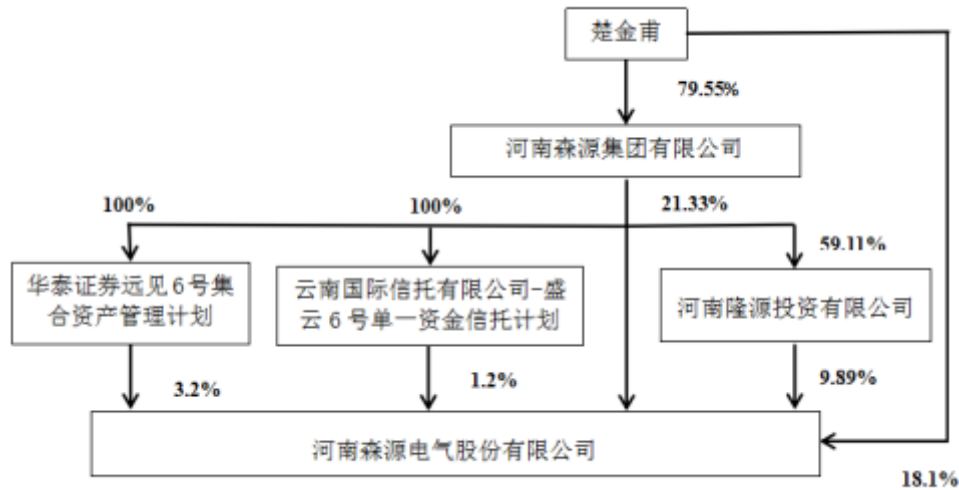 楚金甫
79.55%
河南森源集团有限公司
100%
100%
21.33%
59.11%
华泰证券远见6号集
合资产管理计划
云南国际信托有限公司-盛
云6号单一资金信托计划
河南隆源投资有限公司
3.2%
1.2%
9.89%
河南森源电气股份有限公司
18.1%